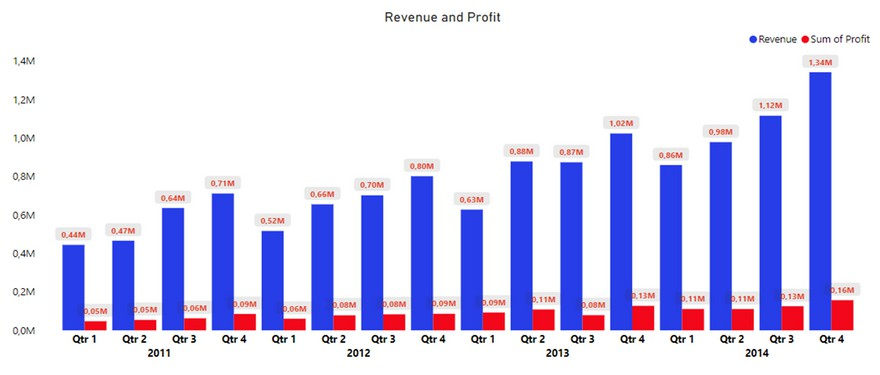 Revenue and Profit
Revenue Sum of Profit
1,4M
1,2M
1,0M
0,8M
0,6M
0,4M
0,2M
0,0M
0,44M 0,47M 0,64M 0,71M 0,52M 0,66M 0,70M 0,80M 0,63M 0,88M 0,87M 1,02M 0,86M 0,98M 1,12M 1,34M
0,05M 0,05M 0,06M 0,09M 0,06M 0,08M 0,08M 0,09M 0,09M 0,11M 0,08M 0,13M 0,11M 0,11M 0,13M 0,16M
Qtr 1 Qtr 2 Qtr 3 Qtr 4 Qtr 1 Qtr 2 Qtr 3 Qtr 4 Qtr 1 Qtr 2 Qtr 3 Qtr 4 Qtr 1 Qtr 2 Qtr 3 Qtr 4
2011 2012 2013 2014